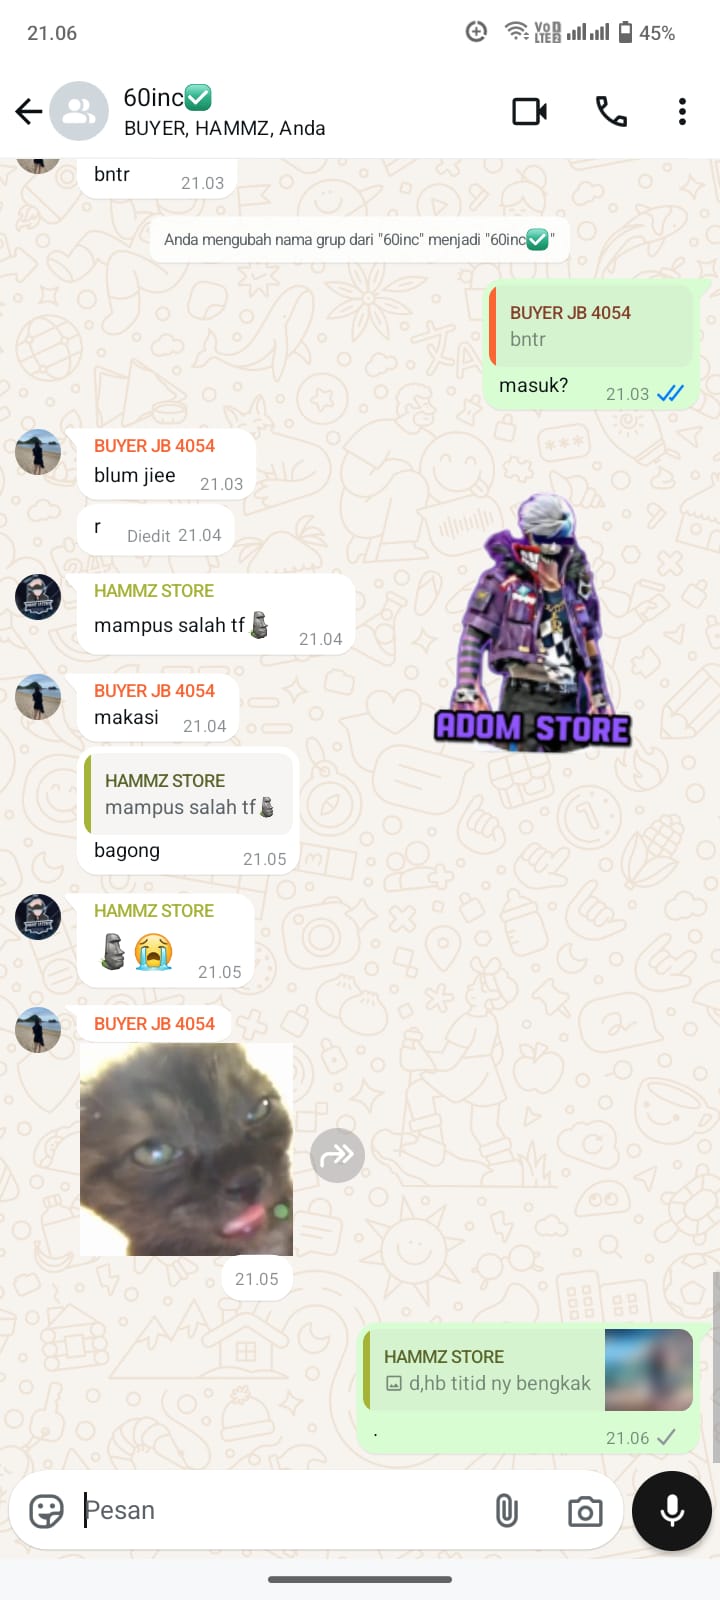 21.06
Vo LTE2
45%
60inc✅
BUYER, HAMMZ, Anda
bntr
21.03
Anda mengubah nama grup dari "60inc" menjadi "60inc✅"
BUYER JB 4054
bntr
masuk?
21.03
BUYER JB 4054
blum jiee
21.03
r
Diedit 21.04
HAMMZ STORE
mampus salah tf🗿
21.04
ADOM STORE
BUYER JB 4054
makasi
21.04
HAMMZ STORE
mampus salah tf🗿
bagong
21.05
HAMMZ STORE
🗿😭
21.05
BUYER JB 4054
21.05
HAMMZ STORE
d,hb titid ny bengkak
.
21.06
Pesan